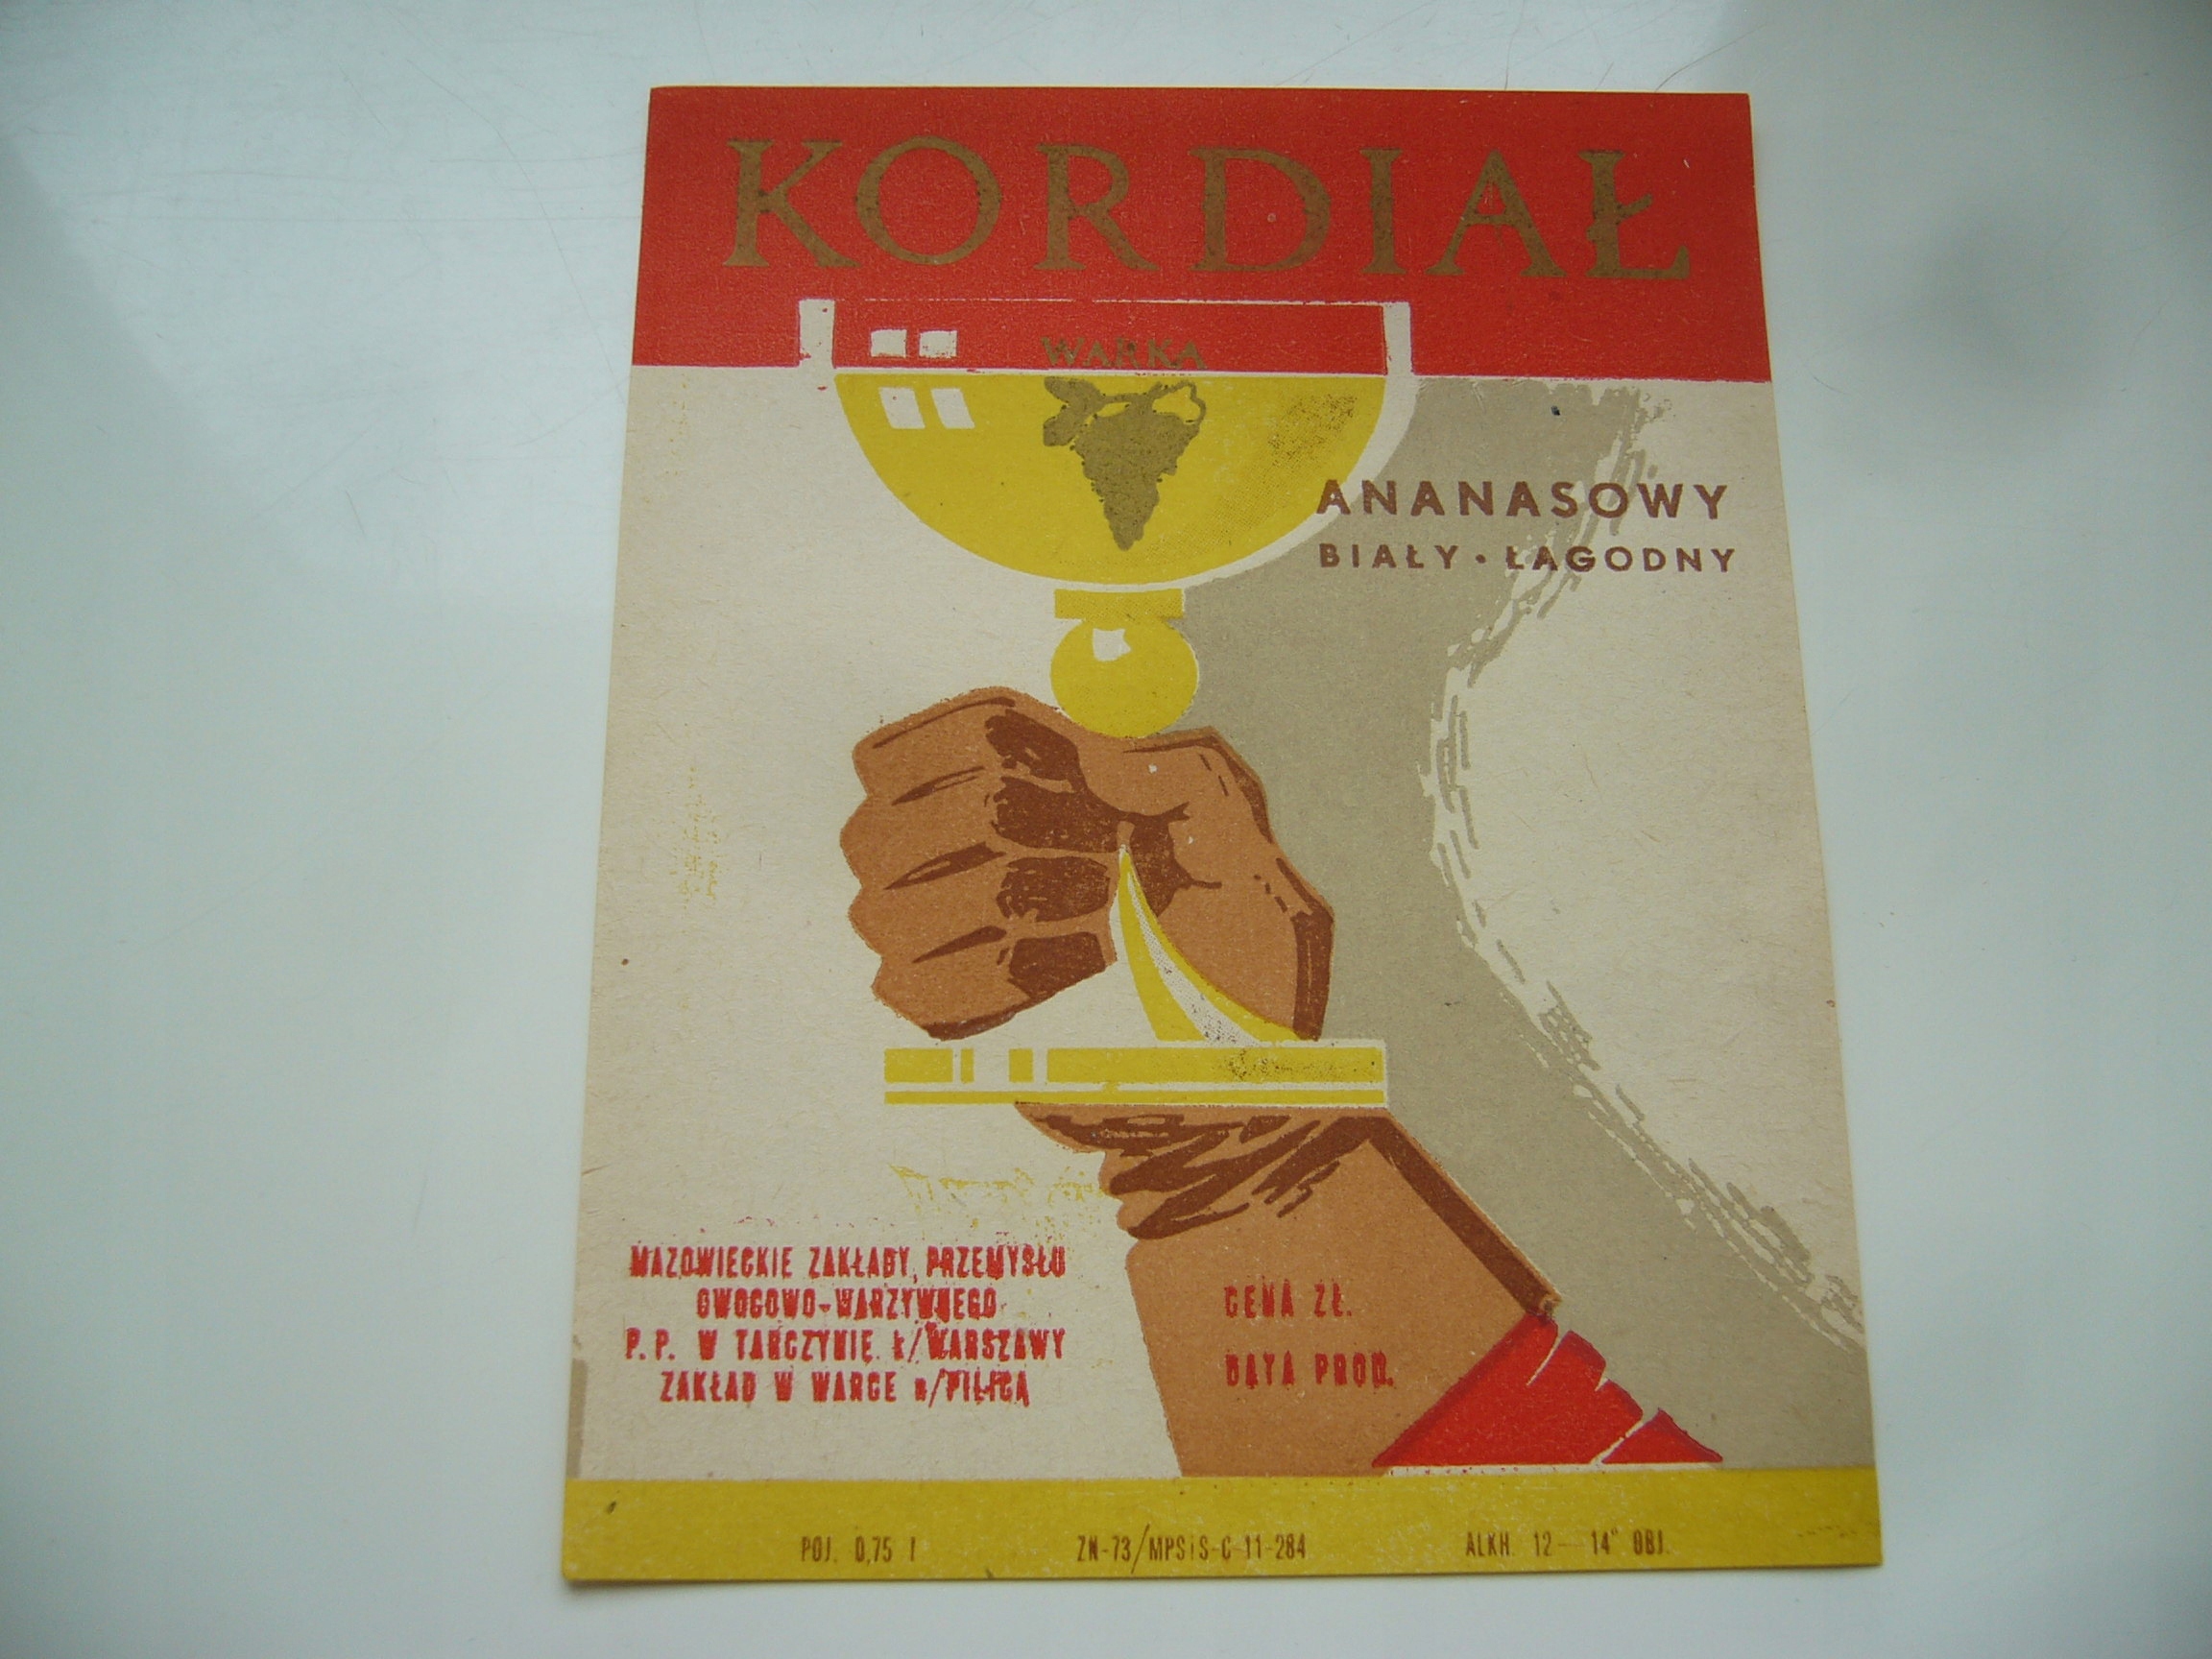 KORDIAŁ
WARKA
ANANASOWY
BIAŁY • ŁAGODNY
MAZOWIECKIE ZAKŁADY PRZEMYSŁU
OWOCOWO-WARZYWNEGO
P.P. W TARCZYNIE k/WARSZAWY
ZAKŁAD W WARCE n/PILICĄ
CENA ZŁ.
DATA PROD.
POJ. 0,75 l
ZN-73/MPSiS-C-11-284
ALKH. 12—14° OBJ.